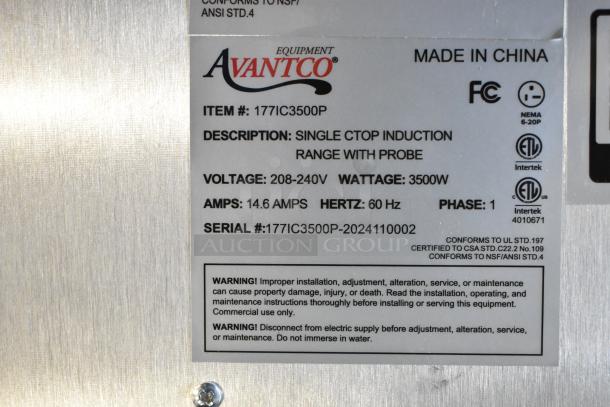 CONFORMS TO NSF/
ANSI STD.4
EQUIPMENT
AVANTCO®
MADE IN CHINA
FC
NEMA
6-20P
ITEM #: 177IC3500P
DESCRIPTION: SINGLE CTOP INDUCTION
RANGE WITH PROBE
ETL
Intertek
VOLTAGE: 208-240V WATTAGE: 3500W
AMPS: 14.6 AMPS HERTZ: 60 Hz PHASE: 1
C ETL US
Intertek
4010671
SERIAL #:177IC3500P-2024110002
AUCTION GROUP
CONFORMS TO UL STD.197
CERTIFIED TO CSA STD.C22.2 No.109
CONFORMS TO NSF/ANSI STD.4
WARNING! Improper installation, adjustment, alteration, service, or maintenance
can cause property damage, injury, or death. Read the installation, operating, and
maintenance instructions thoroughly before installing or serving this equipment.
Commercial use only.
WARNING! Disconnect from electric supply before adjustment, alteration, service,
or maintenance. Do not immerse in water.